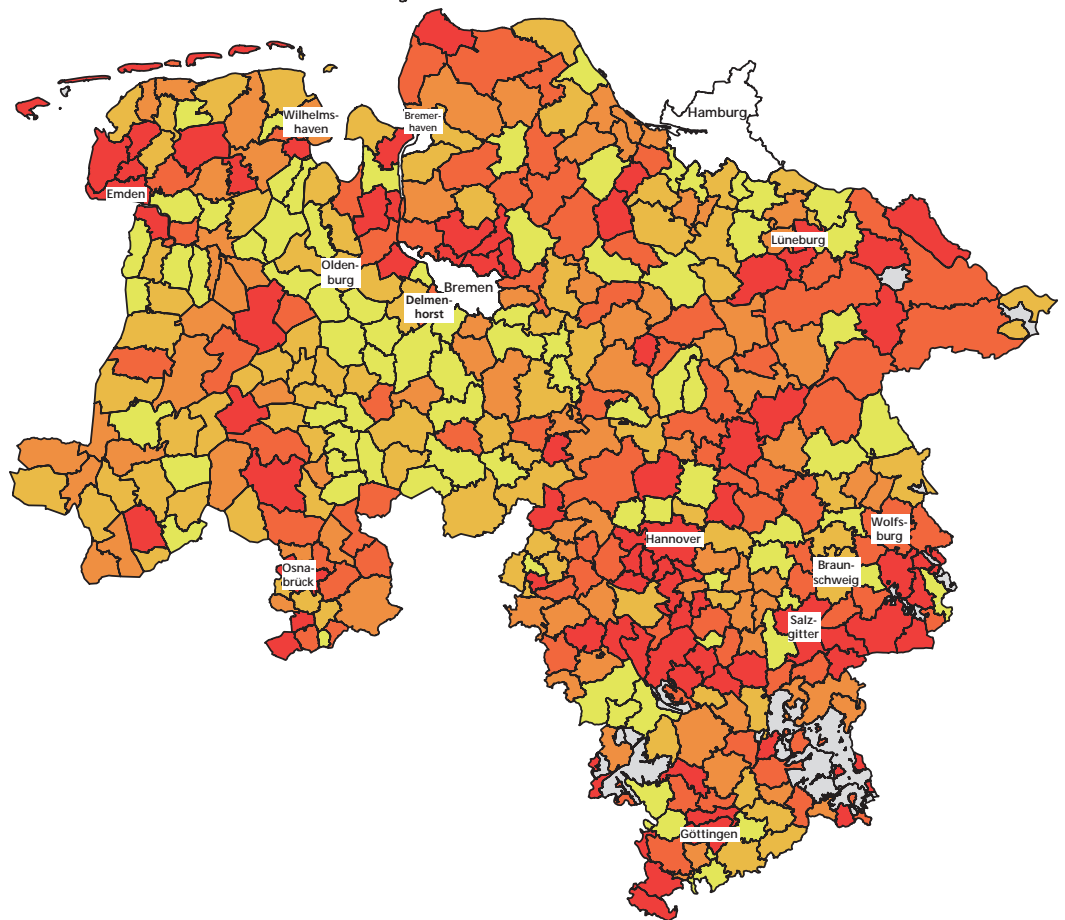 Hamburg
Wilhelms-
haven
Bremer-
haven
Emden
Lüneburg
Olden-
burg
Bremen
Delmen-
horst
Wolfs-
burg
Hannover
Braun-
schweig
Osna-
brück
Salz-
gitter
Göttingen